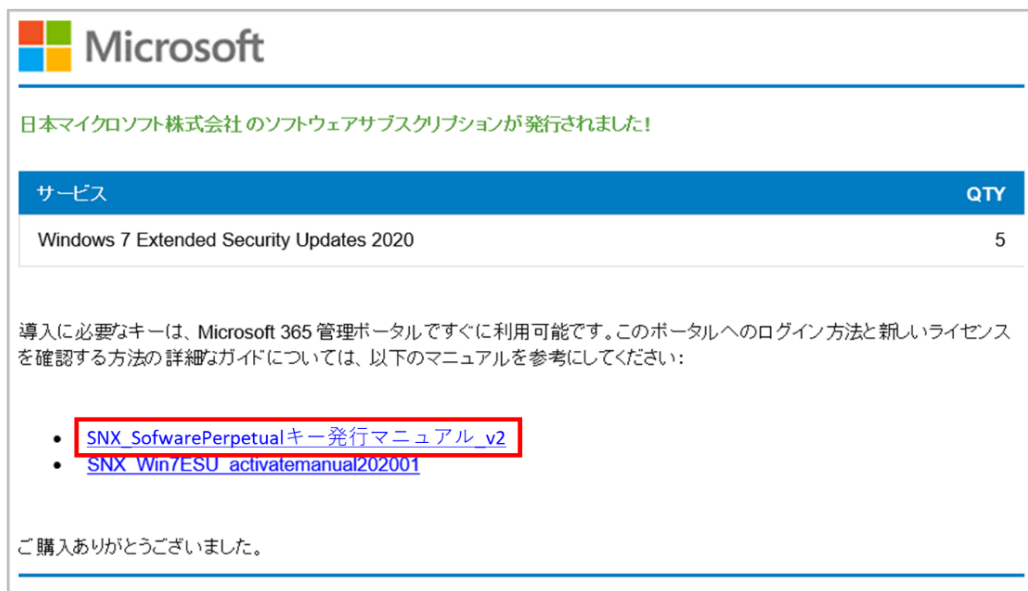 Microsoft
日本マイクロソフト株式会社 のソフトウェアサブスクリプションが発行されました!
サービス QTY
Windows 7 Extended Security Updates 2020 5
導入に必要なキーは、Microsoft 365 管理ポータルですぐに利用可能です。このポータルへのログイン方法と新しいライセンス
を確認する方法の詳細なガイドについては、以下のマニュアルを参考にしてください:
• SNX_SofwarePerpetualキー発行マニュアル_v2
• SNX_Win7ESU_activatemanual202001
ご購入ありがとうございました。